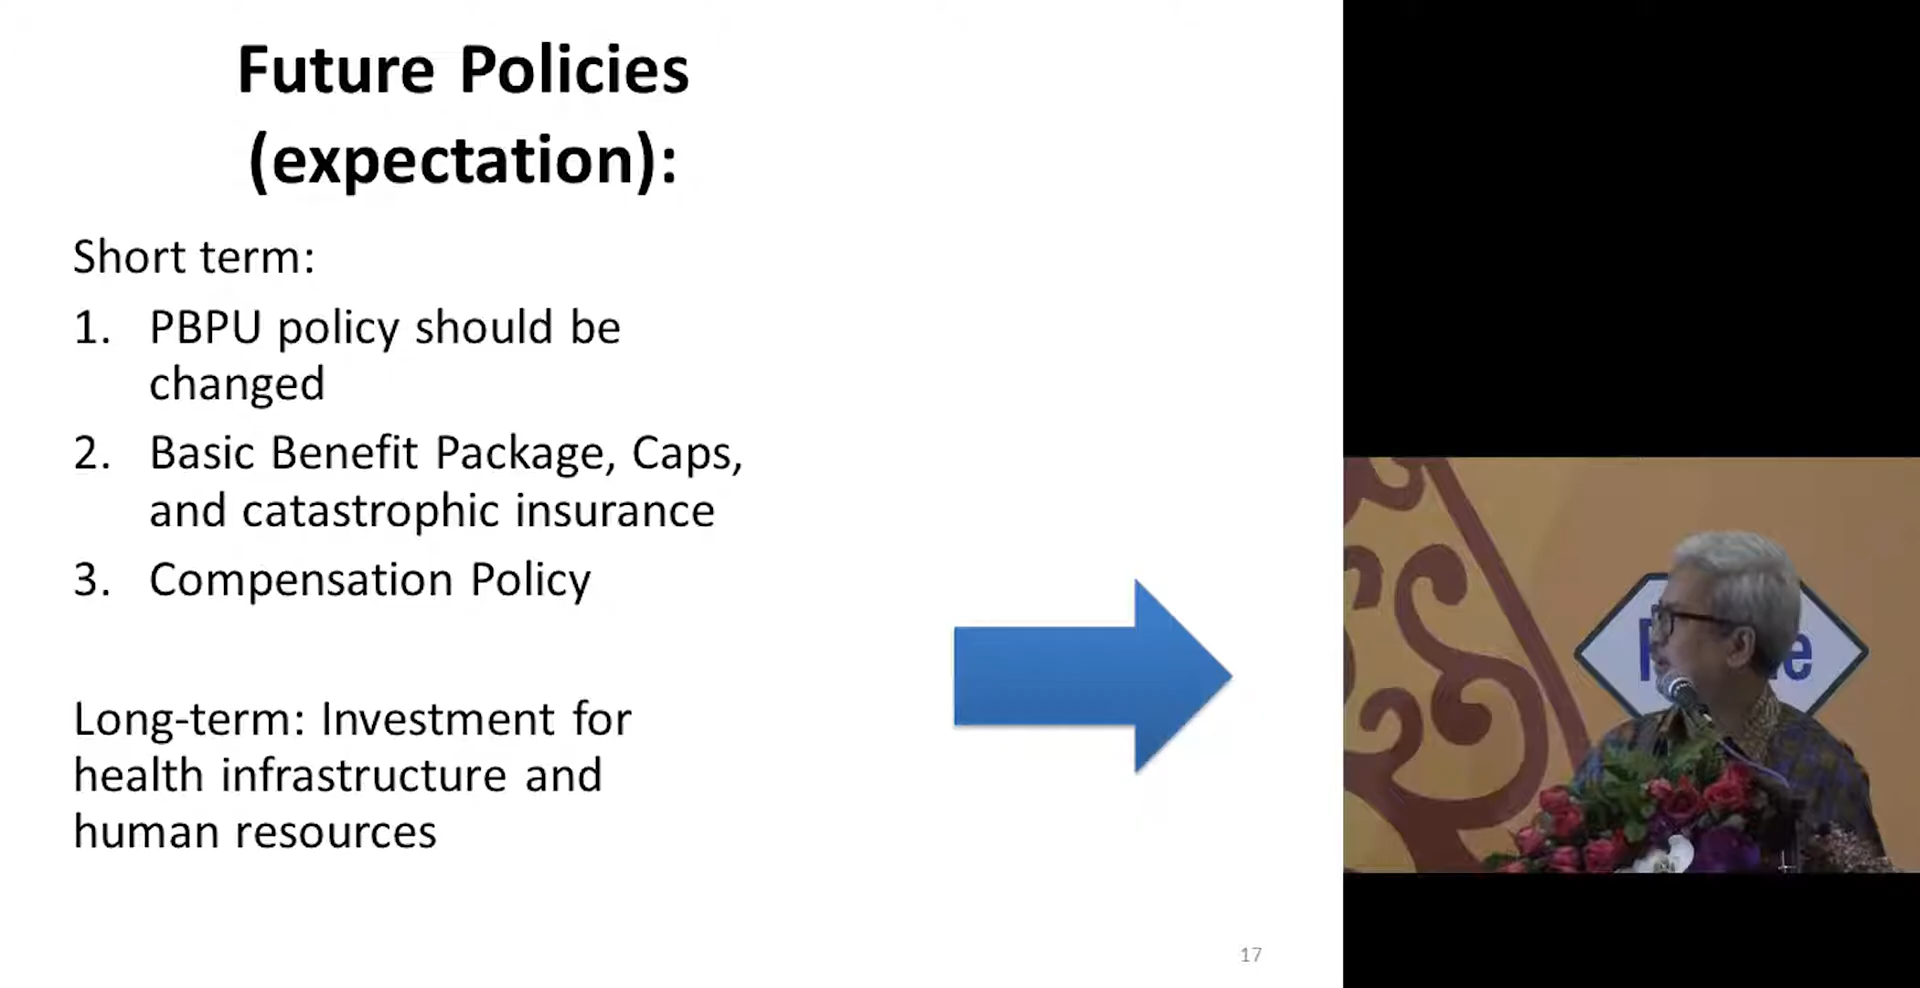 Future Policies
(expectation):
Short term:
1. PBPU policy should be
changed
2. Basic Benefit Package, Caps,
and catastrophic insurance
3. Compensation Policy
Long-term: Investment for
health infrastructure and
human resources
17